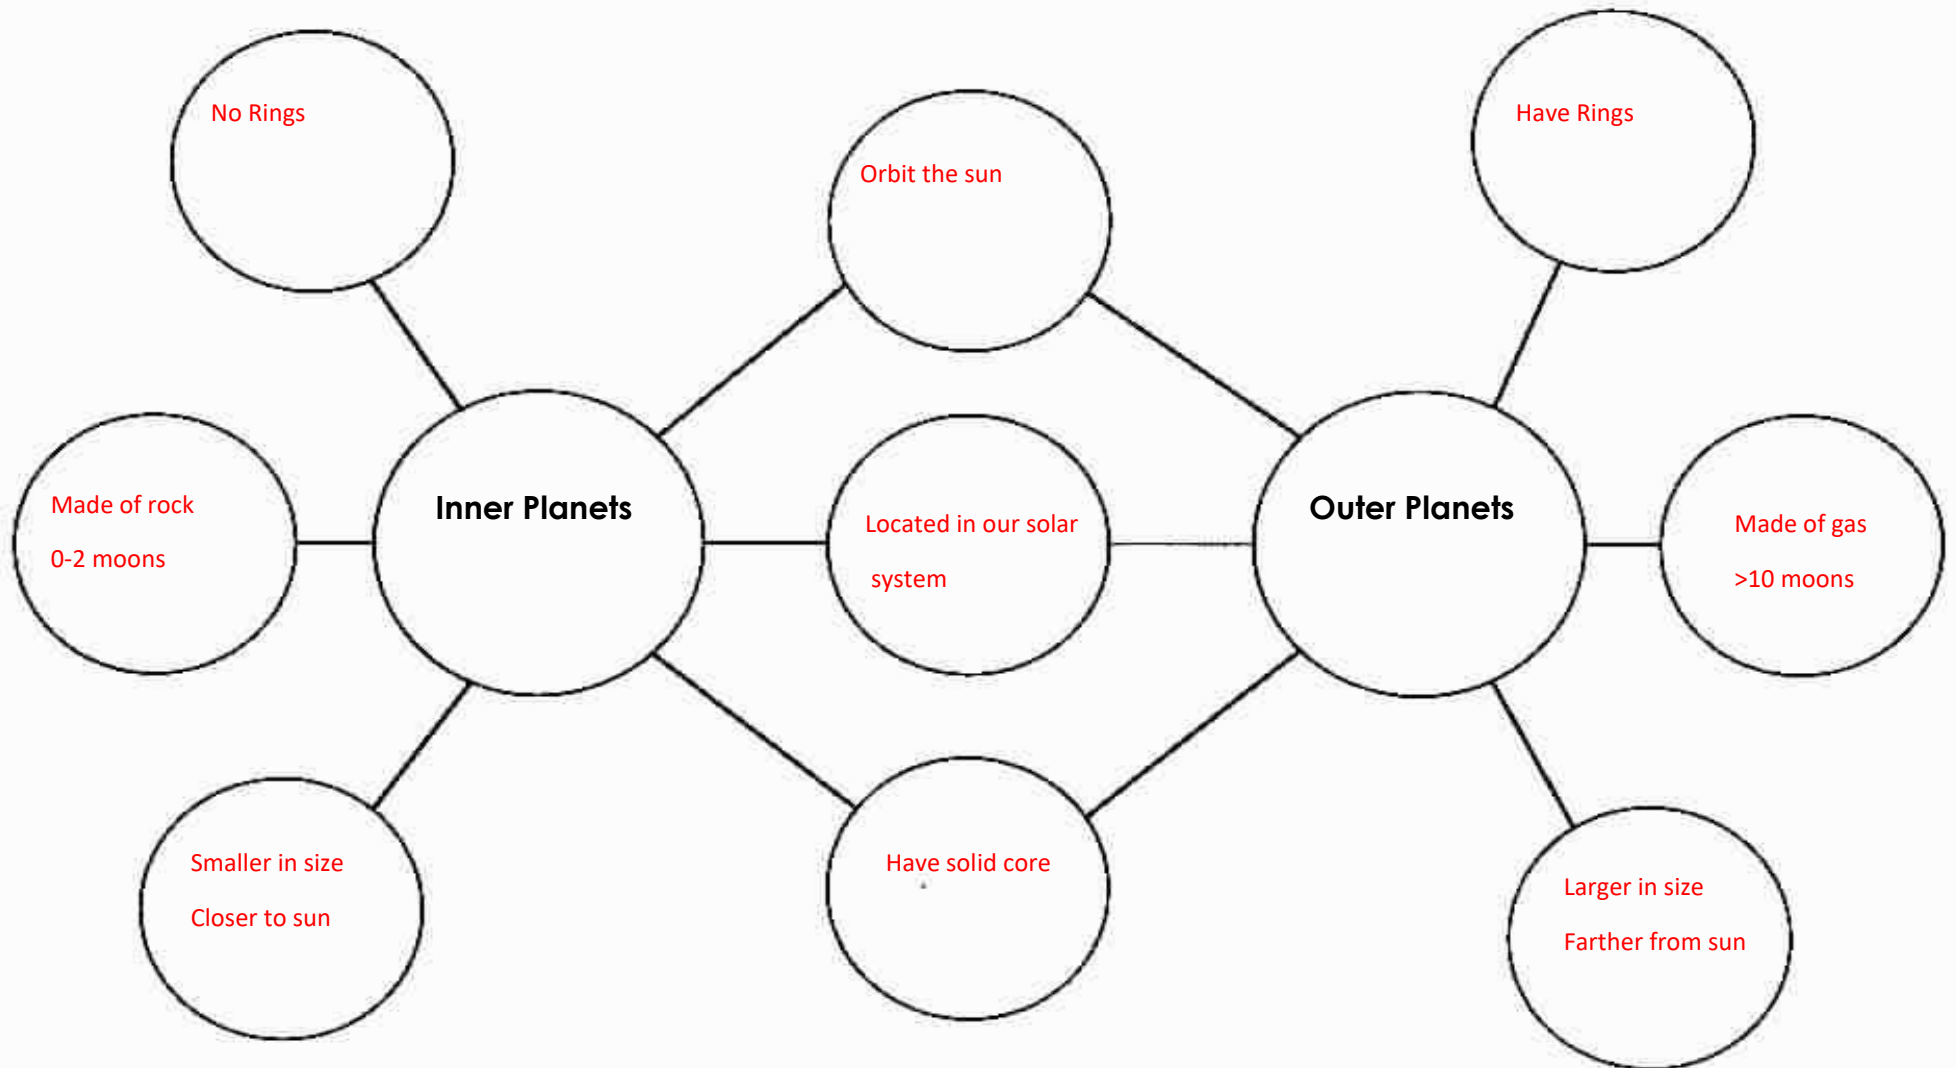 No Rings
Have Rings
Orbit the sun
Made of rock
0-2 moons
Inner Planets
Located in our solar
system
Outer Planets
Made of gas
>10 moons
Smaller in size
Closer to sun
Have solid core
Larger in size
Farther from sun